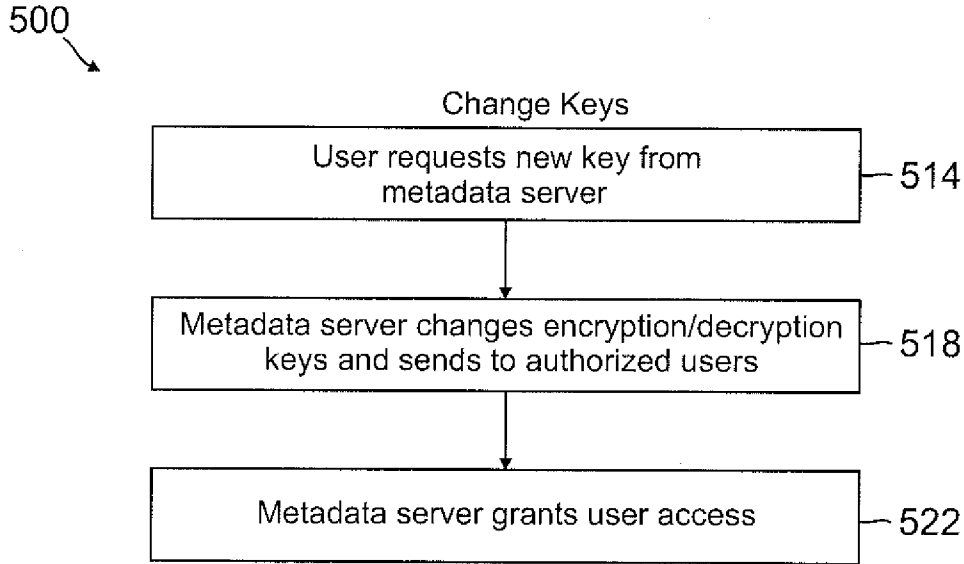 500
Change Keys
User requests new key from
metadada server
514
Metadata server changes encryption/decryption
keys and sends to authorized users
518
Metadata server grants user access
522